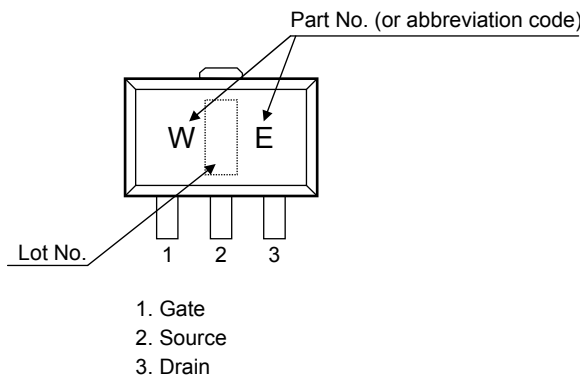 Part No. (or abbreviation code)
W E
Lot No.
1 2 3
1. Gate
2. Source
3. Drain